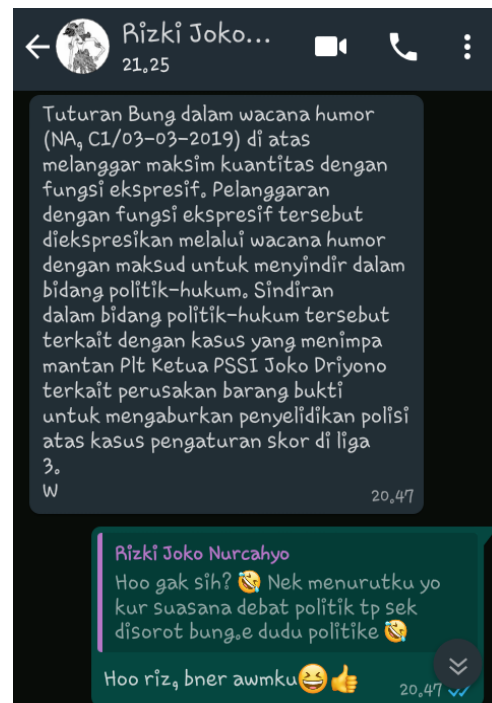 Rizki Joko...
21.25
Tuturan Bung dalam wacana humor
(NA, C1/03-03-2019) di atas
melanggar maksim kuantitas dengan
fungsi ekspresif. Pelanggaran
dengan fungsi ekspresif tersebut
diekspresikan melalui wacana humor
dengan maksud untuk menyindir dalam
bidang politik-hukum. Sindiran
dalam bidang politik-hukum tersebut
terkait dengan kasus yang menimpa
mantan Plt Ketua PSSI Joko Driyono
terkait perusakan barang bukti
untuk mengaburkan penyelidikan polisi
atas kasus pengaturan skor di liga
3.
W
20.47
Rizki Joko Nurcahyo
Hoo gak sih? 🤣 Nek menurutku yo
kur suasana debat politik tp sek
disorot bung.e dudu politike 🤣
Hoo riz, bner awmku😆👍
20.47